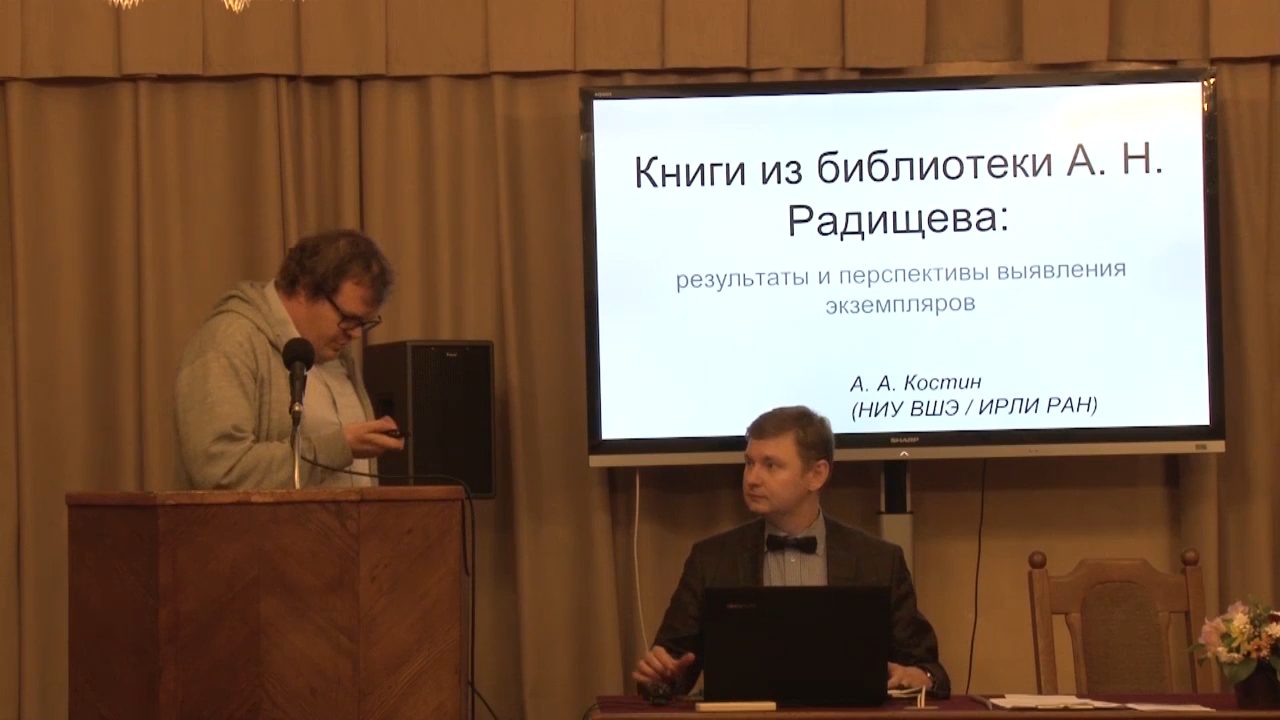 Книги из библиотеки А. Н.
Радищева:
результаты и перспективы выявления
экземпляров
А. А. Костин
(НИУ ВШЭ / ИРЛИ РАН)
SHARP